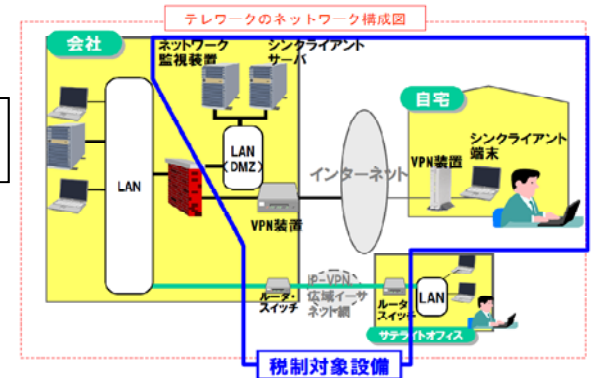 テレワークのネットワーク構成図
会社
ネットワーク
監視装置
シンクライアント
サーバ
LAN
LAN
(DMZ)
VPN装置
インターネット
自宅
シンクライアント
端末
VPN装置
ルータ・
スイッチ
IP-VPN
広域イーサ
ネット網
ルータ
スイッチ
LAN
サテライトオフィス
税制対象設備